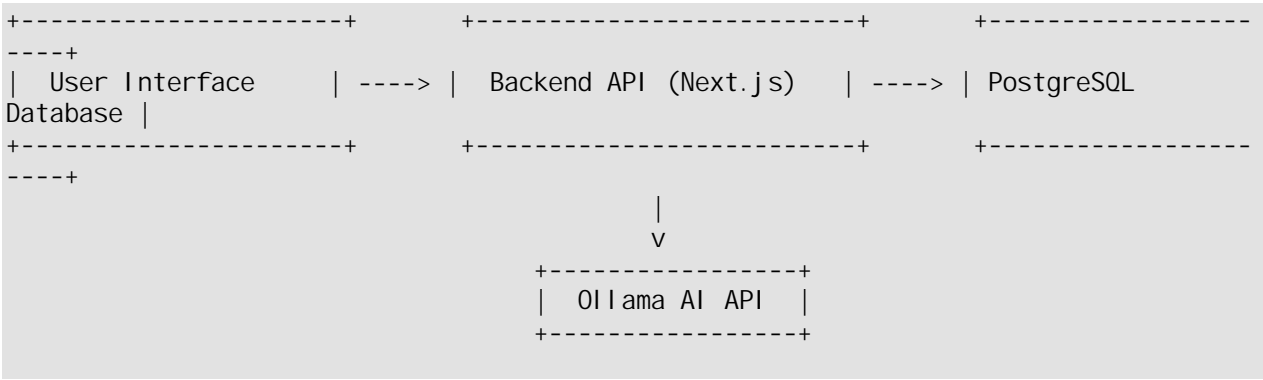 +----------------------+ +--------------------------+ +------------------
----+
| User Interface | ----> | Backend API (Next.js) | ----> | PostgreSQL
Database |
+----------------------+ +--------------------------+ +------------------
----+
|
v
+-----------------+
| Ollama AI API |
+-----------------+